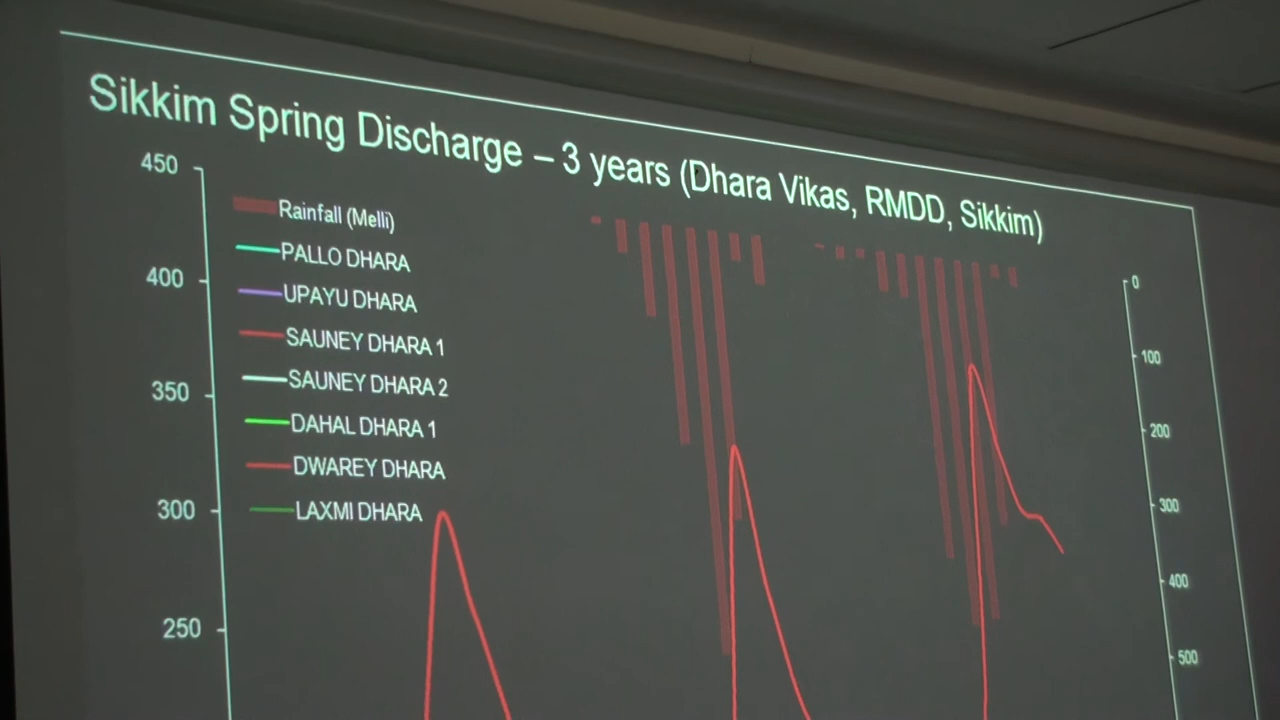 Sikkim Spring Discharge – 3 years (Dhara Vikas, RMDD, Sikkim)
450
400
350
300
250
Rainfall (Melli)
PALLO DHARA
UPAYU DHARA
SAUNEY DHARA 1
SAUNEY DHARA 2
DAHAL DHARA 1
DWAREY DHARA
LAXMI DHARA
0
100
200
300
400
500